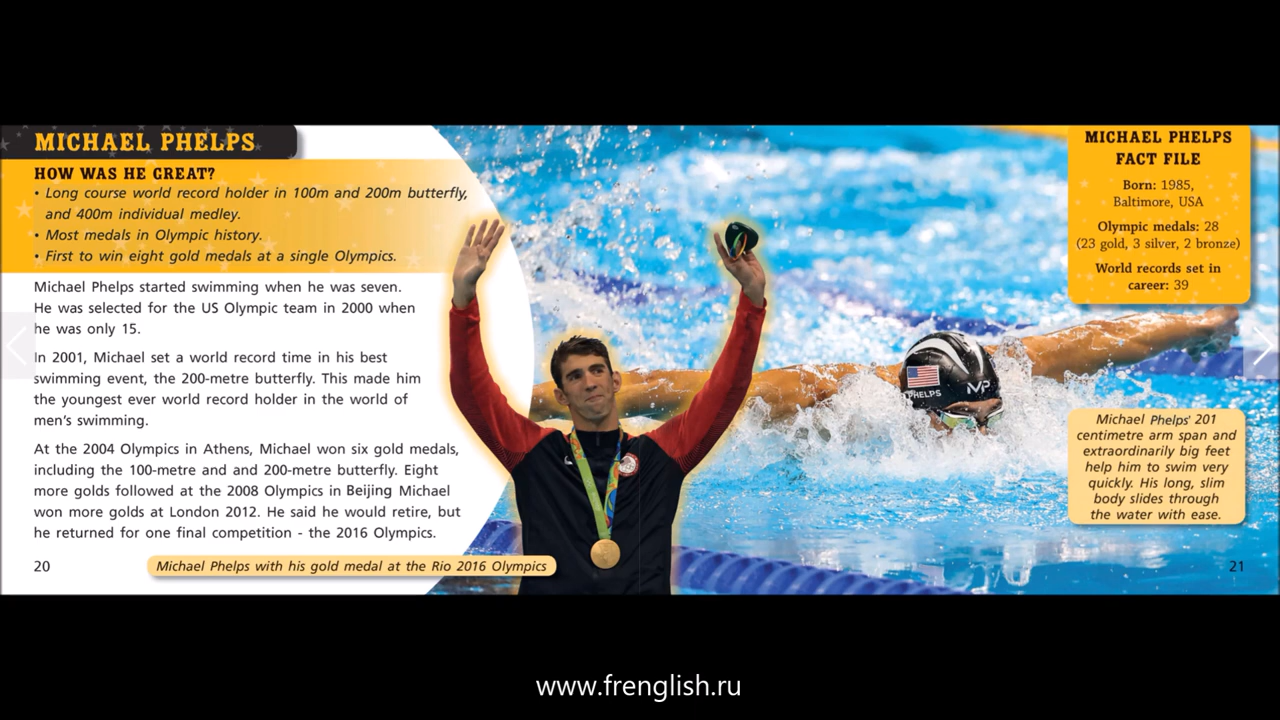 MICHAEL PHELPS
HOW WAS HE GREAT?
• Long course world record holder in 100m and 200m butterfly,
and 400m individual medley.
• Most medals in Olympic history.
• First to win eight gold medals at a single Olympics.
Michael Phelps started swimming when he was seven.
He was selected for the US Olympic team in 2000 when
he was only 15.
In 2001, Michael set a world record time in his best
swimming event, the 200-metre butterfly. This made him
the youngest ever world record holder in the world of
men's swimming.
At the 2004 Olympics in Athens, Michael won six gold medals,
including the 100-metre and and 200-metre butterfly. Eight
more golds followed at the 2008 Olympics in Beijing Michael
won more golds at London 2012. He said he would retire, but
he returned for one final competition - the 2016 Olympics.
20
Michael Phelps with his gold medal at the Rio 2016 Olympics
MP
PHELPS
MICHAEL PHELPS
FACT FILE
Born: 1985,
Baltimore, USA
Olympic medals: 28
(23 gold, 3 silver, 2 bronze)
World records set in
career: 39
Michael Phelps' 201
centimetre arm span and
extraordinarily big feet
help him to swim very
quickly. His long, slim
body slides through
the water with ease.
21
www.frenglish.ru